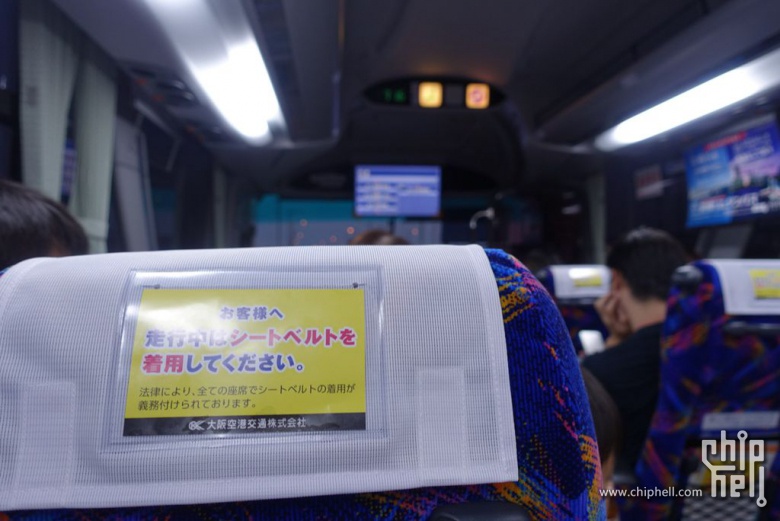 お客様へ
走行中はシートベルトを
着用してください。
法律により、全ての座席でシートベルトの着用が
義務付けられております。
OK 大阪空港交通株式会社
chip
hell
www.chiphell.com